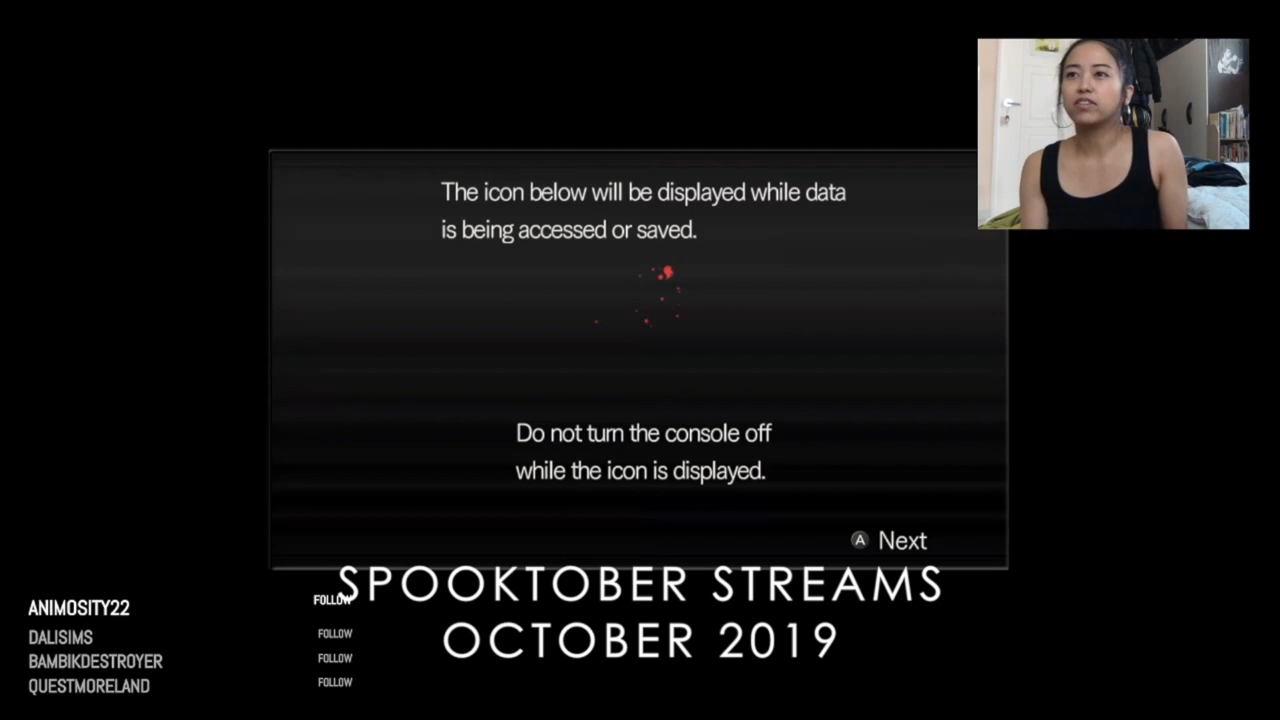 The icon below will be displayed while data
is being accessed or saved.
Do not turn the console off
while the icon is displayed.
A Next
SPOOKTOBER STREAMS
OCTOBER 2019
ANIMOSITY22 FOLLOW
DALISIMS FOLLOW
BAMBIKDESTROYER FOLLOW
QUESTMORELAND FOLLOW